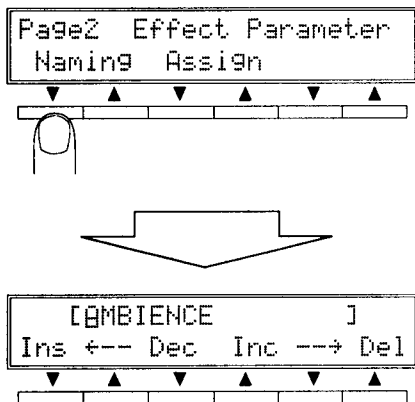 Page2 Effect Parameter
Naming Assign
[AMBIENCE ]
Ins ←-- Dec Inc --→ Del